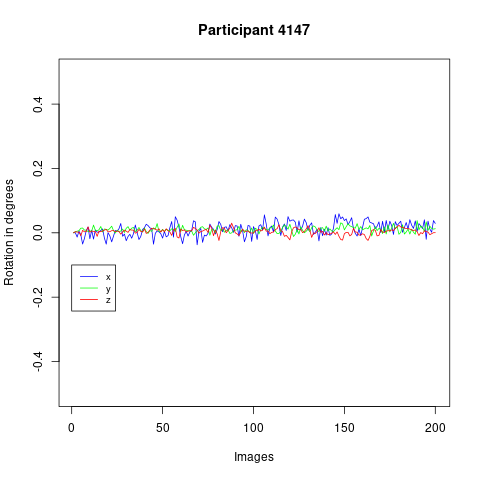 Participant 4147
Rotation in degrees
0.4
0.2
0.0
-0.2
-0.4
x
y
z
0 50 100 150 200
Images